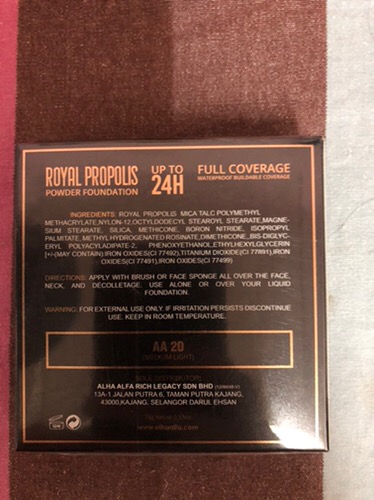 ROYAL PROPOLIS
POWDER FOUNDATION
UP TO
24H
FULL COVERAGE
WATERPROOF BUILDABLE COVERAGE
INGREDIENTS: ROYAL PROPOLIS MICA TALC POLYMETHYL
METHACRYLATE,NYLON-12,OCTYLDODECYL STEAROYL STEARATE,MAGNE-
SIUM STEARATE, SILICA, METHICONE, BORON NITRIDE, ISOPROPYL
PALMITATE, METHYLHYDROGENATED ROSINATE,DIMETHICONE,,BIS-DIGLYC-
ERYL POLYACYLADIPATE-2, PHENOXYETHANOL,ETHYLHEXYLGLYCERIN
[+/-(MAY CONTAIN):IRON OXIDES(CI 77492),TITANIUM DIOXIDE(CI 77891),IRON
OXIDES(CI 77491),IRON OXIDE(CI 77499)
DIRECTIONS: APPLY WITH BRUSH OR FACE SPONGE ALL OVER THE FACE,
NECK, AND DÉCOLLETAGE. USE ALONE OR OVER YOUR LIQUID
FOUNDATION.
WARNING: FOR EXTERNAL USE ONLY. IF IRRITATION PERSISTS DISCONTINUE
USE. KEEP IN ROOM TEMPERATURE.
AA 20
(MEDIUM LIGHT)
SOLE DISTRIBUTOR:
ALHA ALFA RICH LEGACY SDN BHD
13A-1 JALAN PUTRA 6, TAMAN PUTRA KAJANG,
43000,KAJANG, SELANGOR DARUL EHSAN